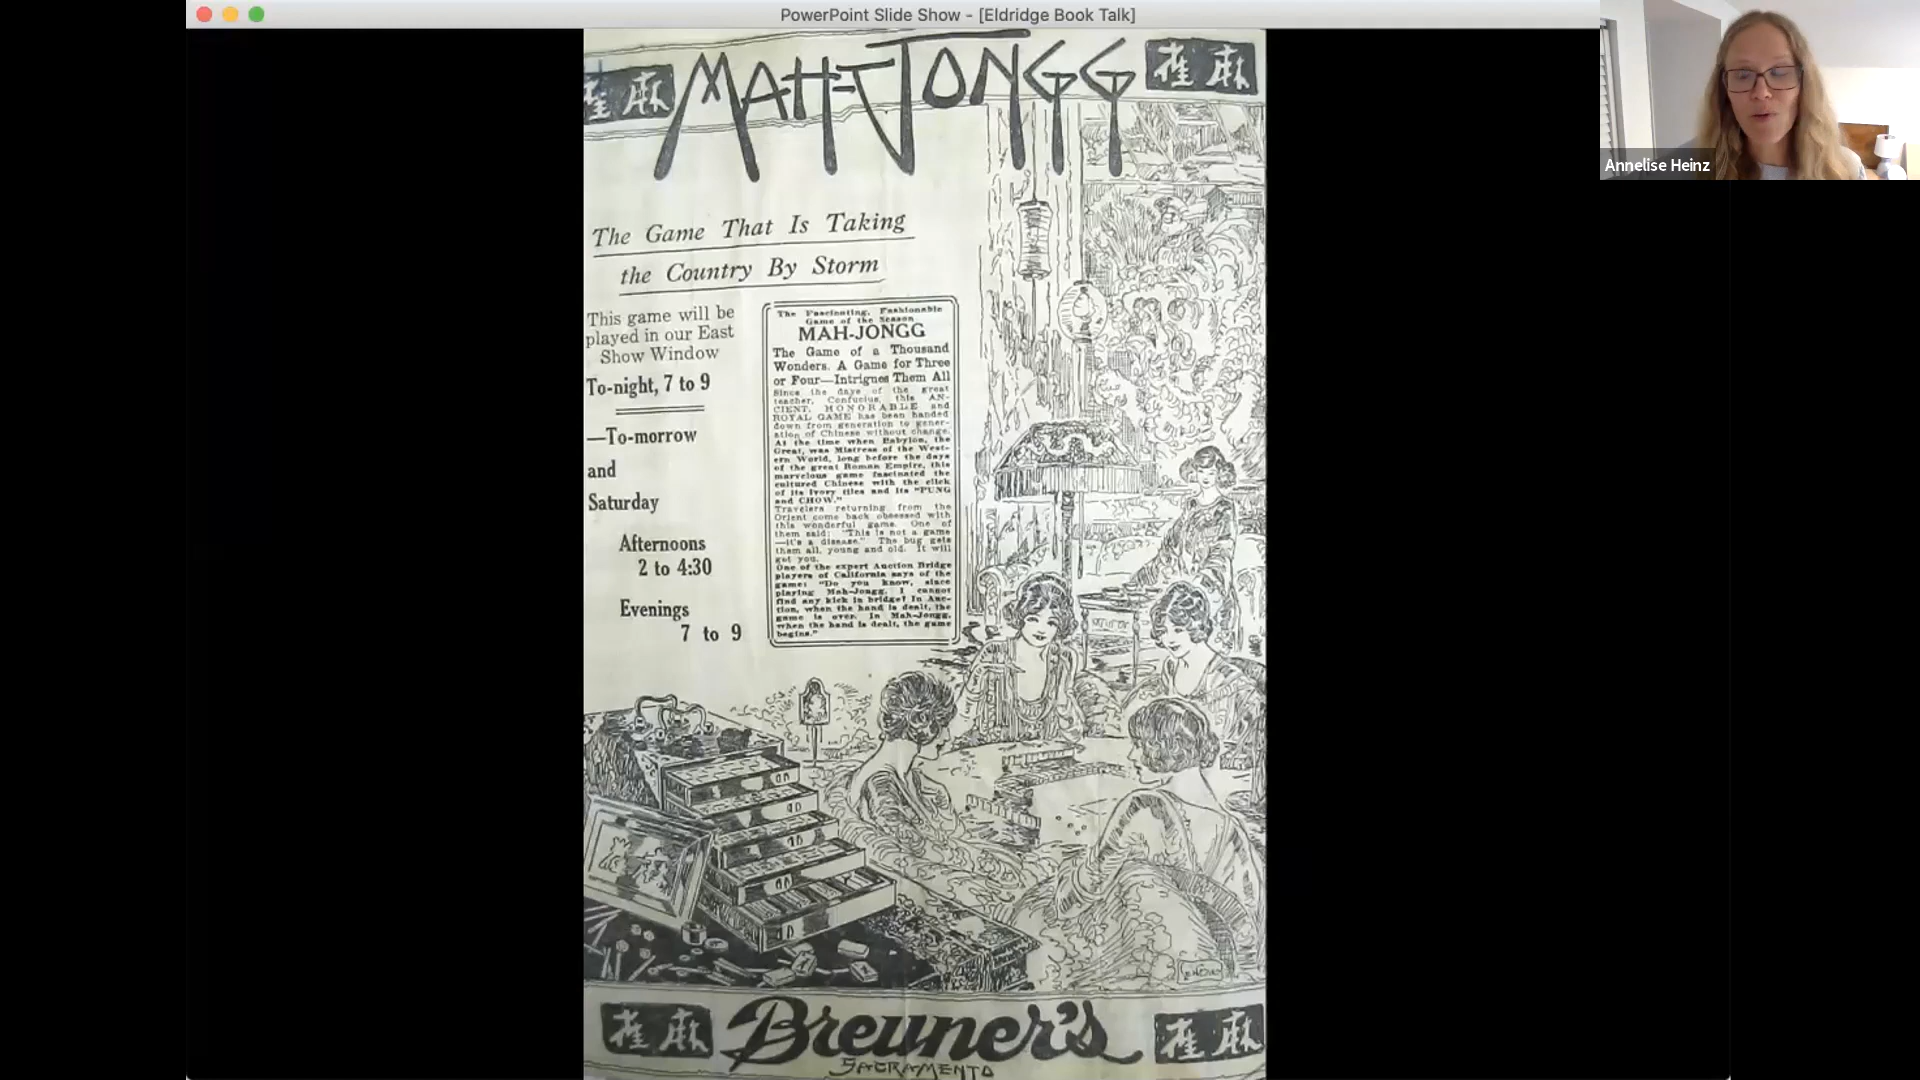 PowerPoint Slide Show - [Eldridge Book Talk]
Annelise Heinz
MAH-JONGG
The Game That Is Taking
the Country By Storm
This game will be
played in our East
Show Window
To-night, 7 to 9
—To-morrow
and
Saturday
Afternoons
2 to 4:30
Evenings
7 to 9
The Fascinating, Fashionable
Game of the Season
MAH-JONGG
The Game of a Thousand
Wonders. A Game for Three
or Four—Intrigues Them All
Since the days of the great
teacher, Confucius, this AN-
CIENT, HONORABLE and
ROYAL GAME has been handed
down from generation to gener-
ation of Chinese without change.
At the time when Babylon, the
Great, was Mistress of the West-
ern World, long before the days
of the great Roman Empire, this
marvelous game fascinated the
cultured Chinese with the click
of its ivory tiles and its "PUNG
and CHOW."
Travelers returning from the
Orient come back obsessed with
this wonderful game. One of
them said: "This is not a game
—it's a disease." The bug gets
them all, young and old. It will
get you.
One of the expert Auction Bridge
players of California says of the
game: "Do you know, since
playing Mah-Jongg, I cannot
find any kick in bridge? In Auc-
tion, when the hand is dealt, the
game is over. In Mah-Jongg,
when the hand is dealt, the game
begins."
Breuner's
SACRAMENTO